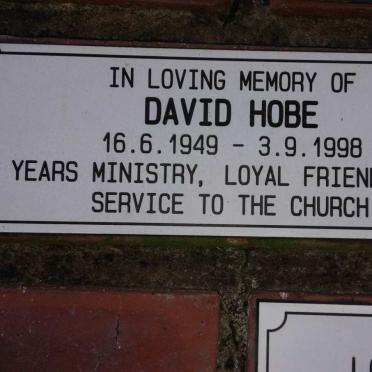 IN LOVING MEMORY OF
DAVID HOBE
16.6.1949 - 3.9.1998
YEARS MINISTRY, LOYAL
SERVICE TO THE CHURCH